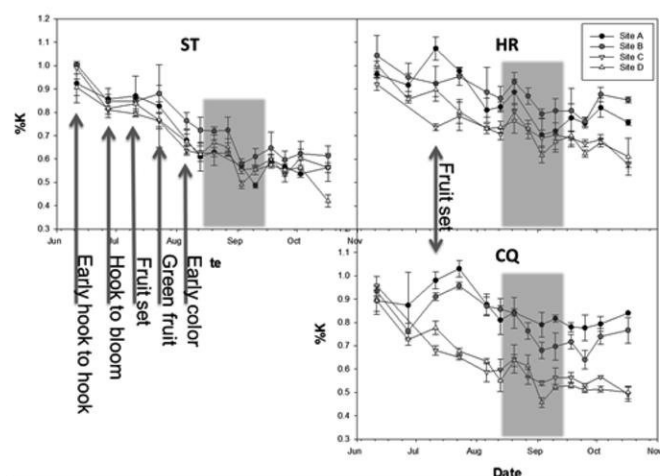 ST
1.2
1.1
1.0
0.9
0.8
0.7
0.6
0.5
0.4
0.3
K%
Jun
Jul
Aug
Sep
Oct
Nov
te
Early hook to hook
Hook to bloom
Fruit set
Green fruit
Early color
HR
Site A
Site B
Site C
Site D
Nov
Fruit set
CQ
1.0
0.9
0.8
0.7
0.6
0.5
0.4
0.3
K%
Jun
Jul
Aug
Sep
Oct
Nov
Date